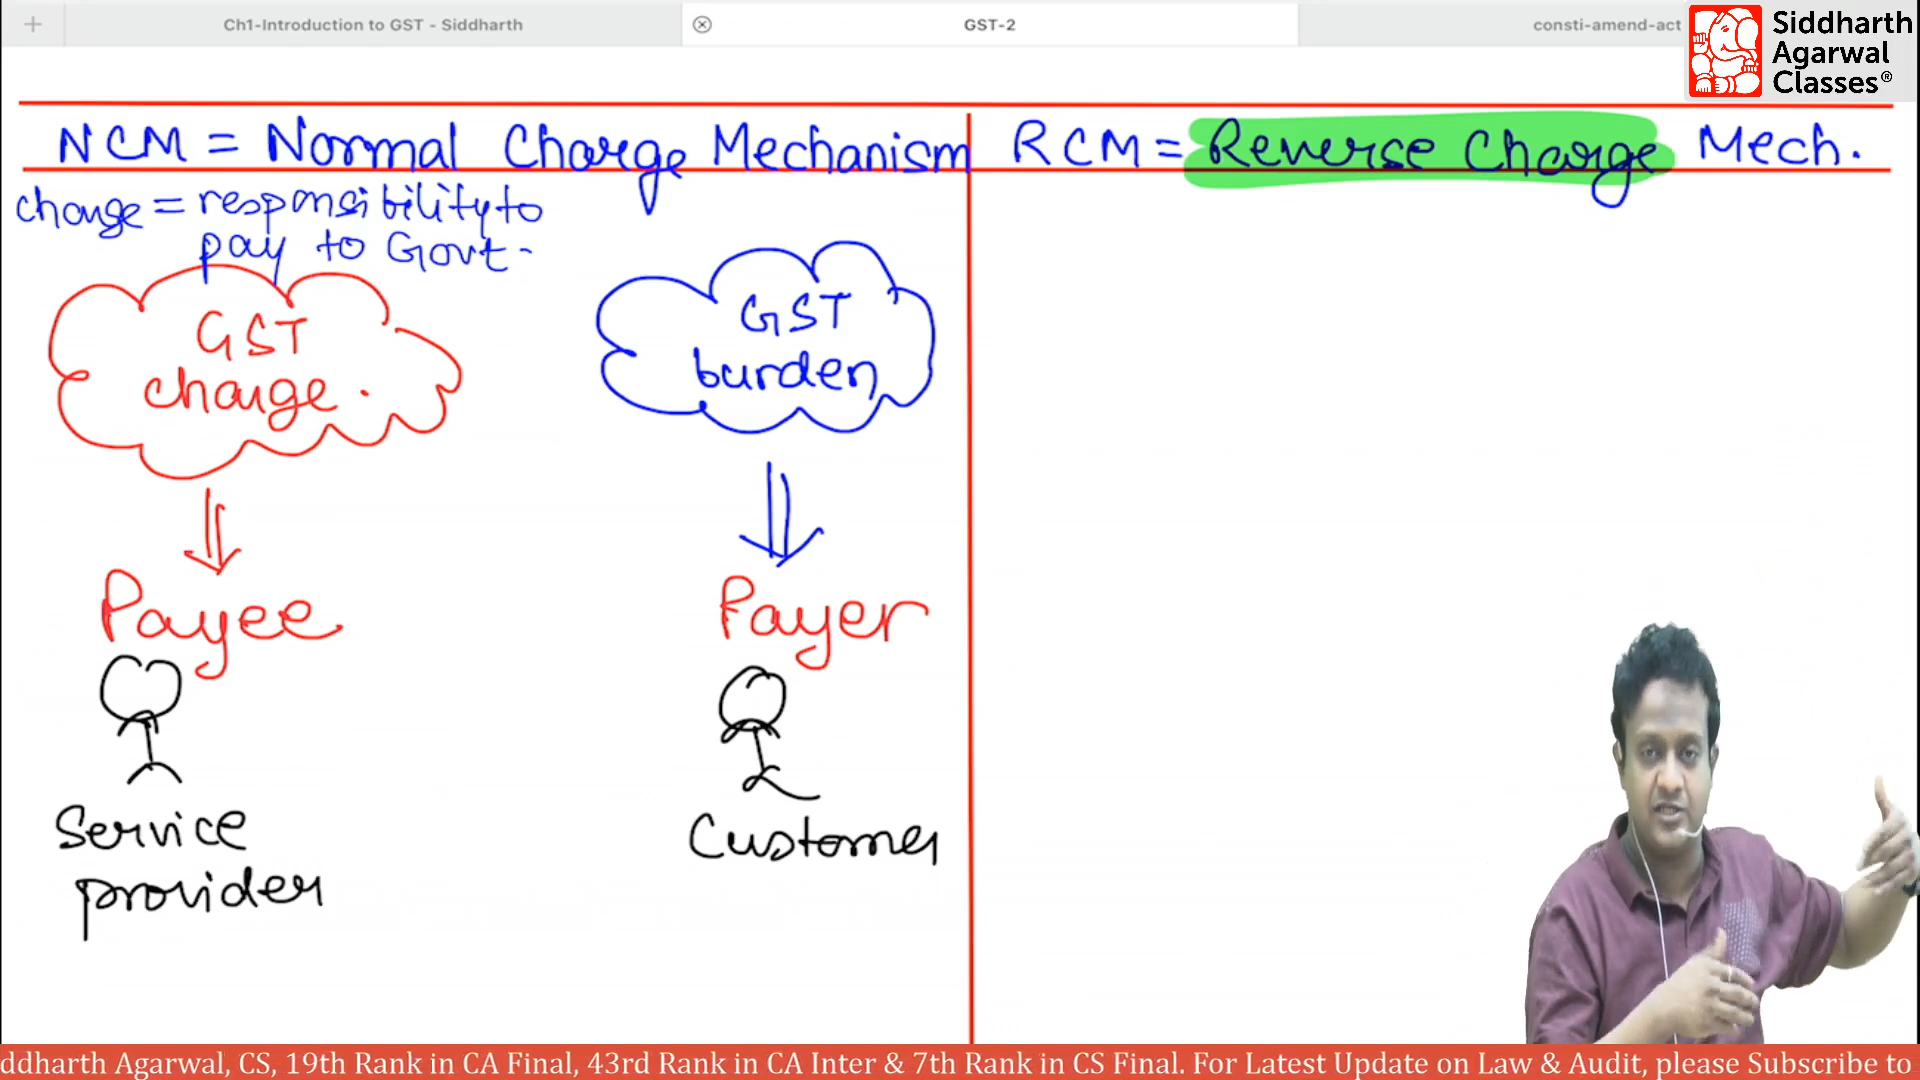 Ch1-Introduction to GST - Siddharth
GST-2
consti-amend-act
Siddharth
Agarwal
Classes®
NCM = Normal Charge Mechanism
RCM = Reverse Charge Mech.
charge = responsibility to
pay to Govt.
GST
charge.
GST
burden
Payee
Payer
Service
provider
Customer
ddharth Agarwal, CS, 19th Rank in CA Final, 43rd Rank in CA Inter & 7th Rank in CS Final. For Latest Update on Law & Audit, please Subscribe to